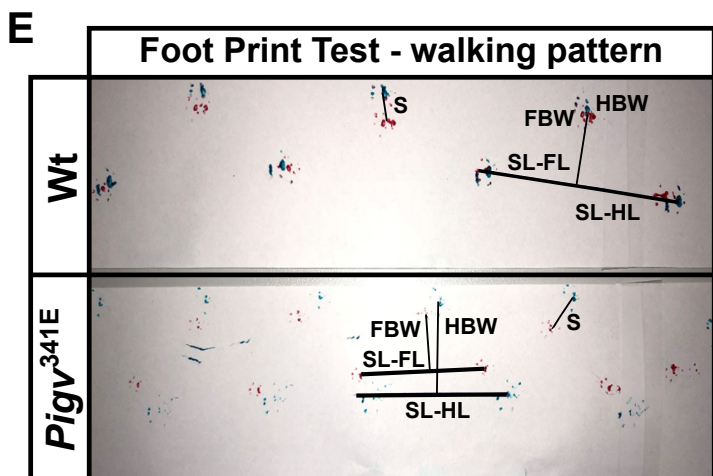 E
Foot Print Test - walking pattern
Wt
S
FBW HBW
SL-FL
SL-HL
Pigv341E
FBW HBW
S
SL-FL
SL-HL